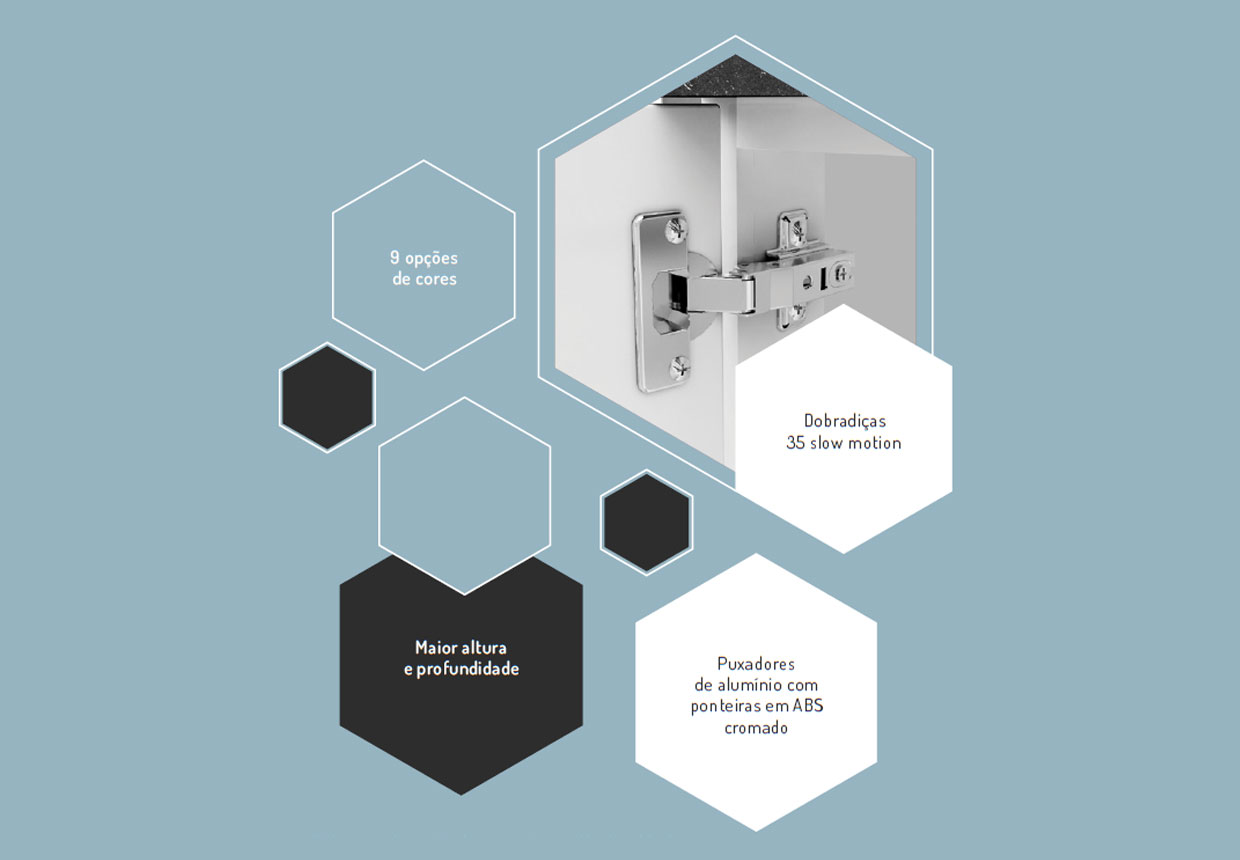 9 opções
de cores
Dobradiças
35 slow motion
Maior altura
e profundidade
Puxadores
de alumínio com
ponteiras em ABS
cromado